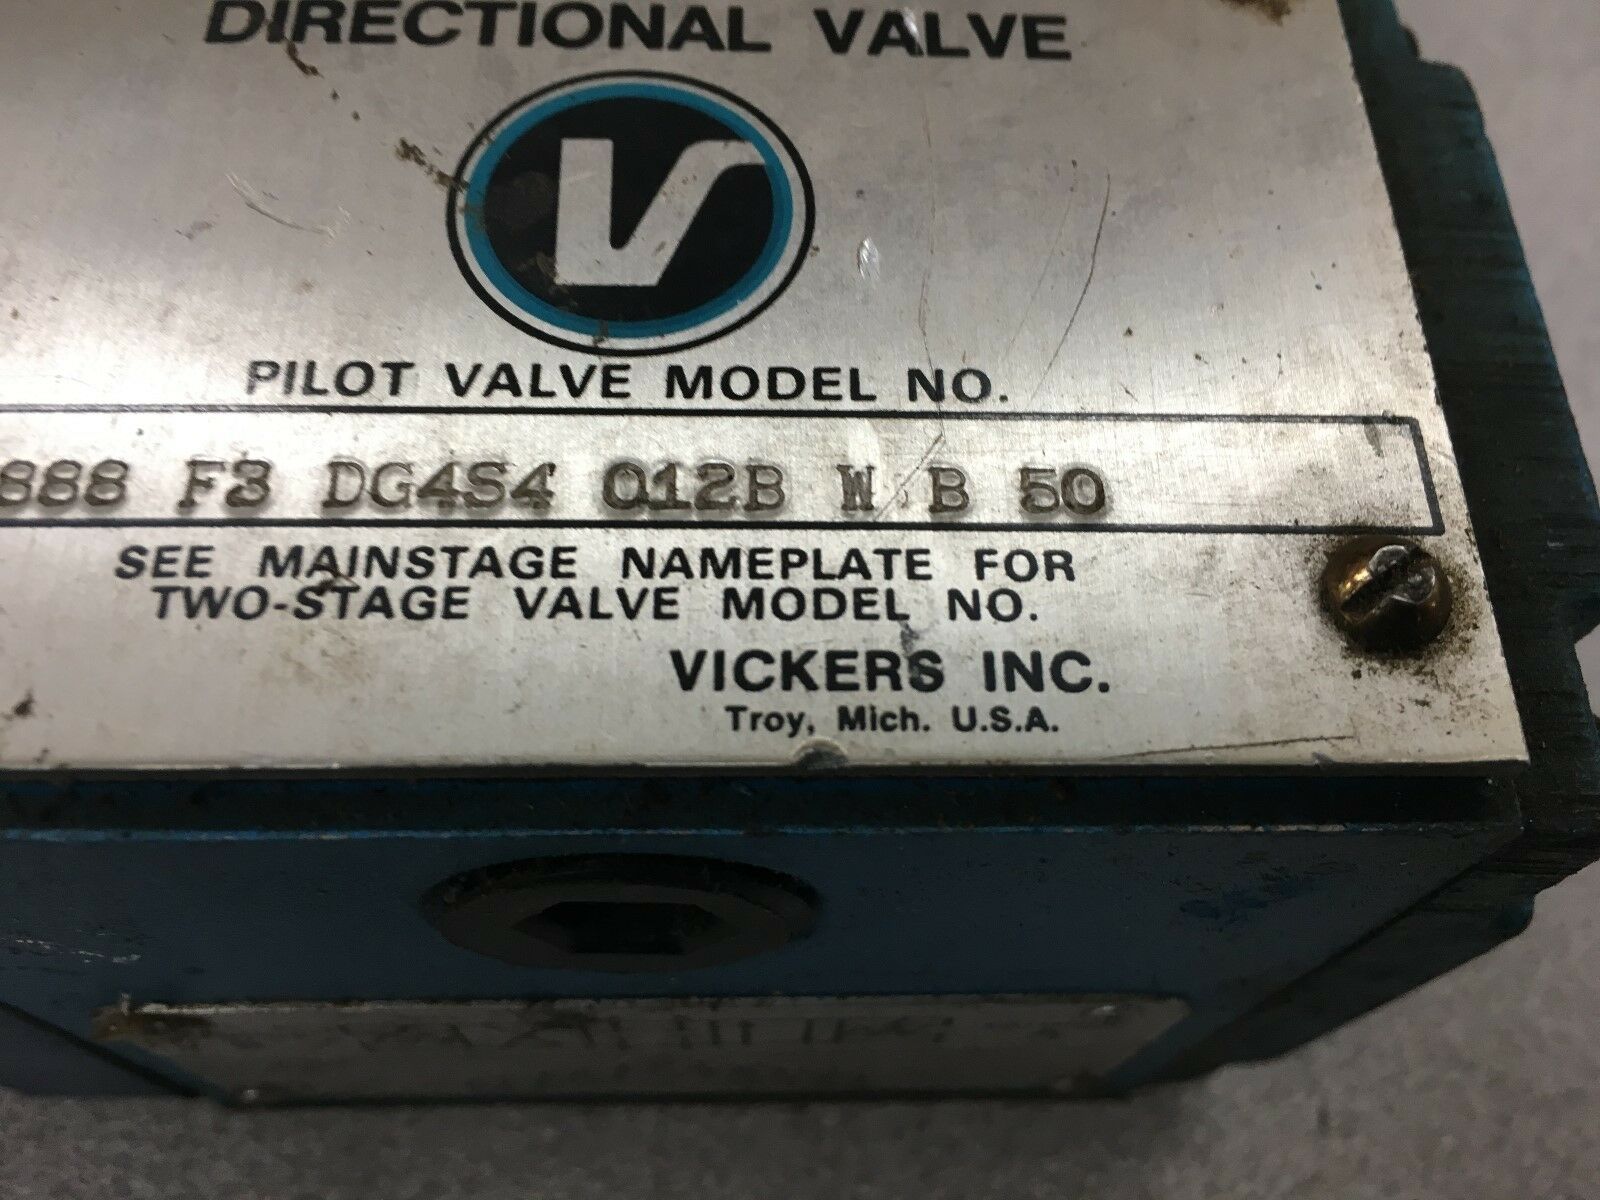 DIRECTIONAL VALVE
V
PILOT VALVE MODEL NO.
888 F3 DG4S4 012B W B 50
SEE MAINSTAGE NAMEPLATE FOR
TWO-STAGE VALVE MODEL NO.
VICKERS INC.
Troy, Mich. U.S.A.